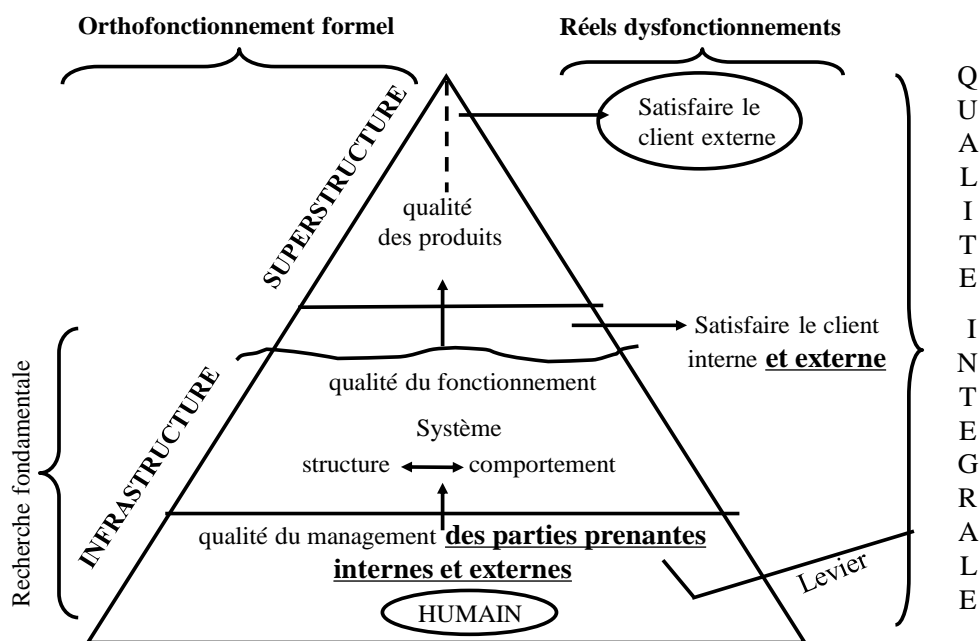 Orthofonctionnement formel
Réels dysfonctionnements
SUPERSTRUCTURE
Satisfaire le
client externe
qualité
des produits
Satisfaire le client
interne et externe
INFRASTRUCTURE
Recherche fondamentale
qualité du fonctionnement
Système
structure
comportement
qualité du management des parties prenantes
internes et externes
Levier
HUMAIN
QUALITE INTEGRALE